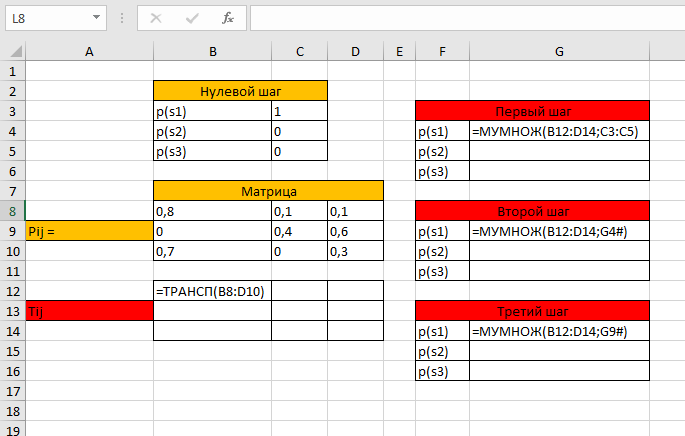 L8
fx
A B C D E F G
1
2 Нулевой шаг
3 p(s1) 1 Первый шаг
4 p(s2) 0 p(s1) =МУМНОЖ(B12:D14;C3:C5)
5 p(s3) 0 p(s2)
6 p(s3)
7 Матрица
8 0,8 0,1 0,1 Второй шаг
9 Pij = 0 0,4 0,6 p(s1) =МУМНОЖ(B12:D14;G4#)
10 0,7 0 0,3 p(s2)
11 p(s3)
12 =ТРАНСП(B8:D10)
13 Tij Третий шаг
14 p(s1) =МУМНОЖ(B12:D14;G9#)
15 p(s2)
16 p(s3)
17
18
19